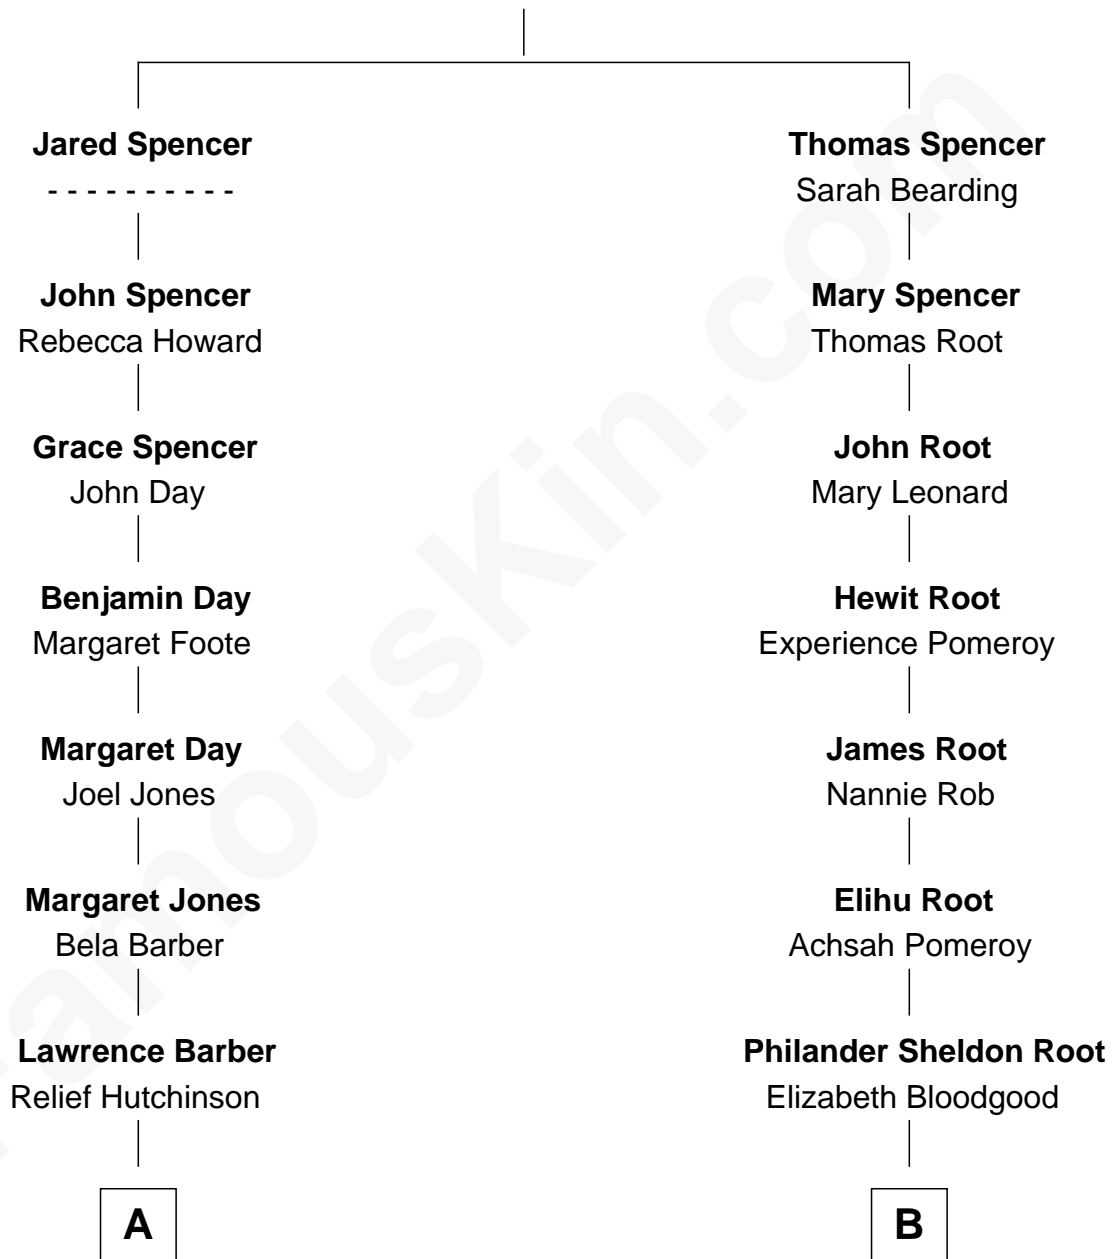 Jared Spencer
- - - - - - - - - -
John Spencer
Rebecca Howard
Grace Spencer
John Day
Benjamin Day
Margaret Foote
Margaret Day
Joel Jones
Margaret Jones
Bela Barber
Lawrence Barber
Relief Hutchinson
A
Thomas Spencer
Sarah Bearding
Mary Spencer
Thomas Root
John Root
Mary Leonard
Hewit Root
Experience Pomeroy
James Root
Nannie Rob
Elihu Root
Achsah Pomeroy
Philander Sheldon Root
Elizabeth Bloodgood
B
FamousKin.com